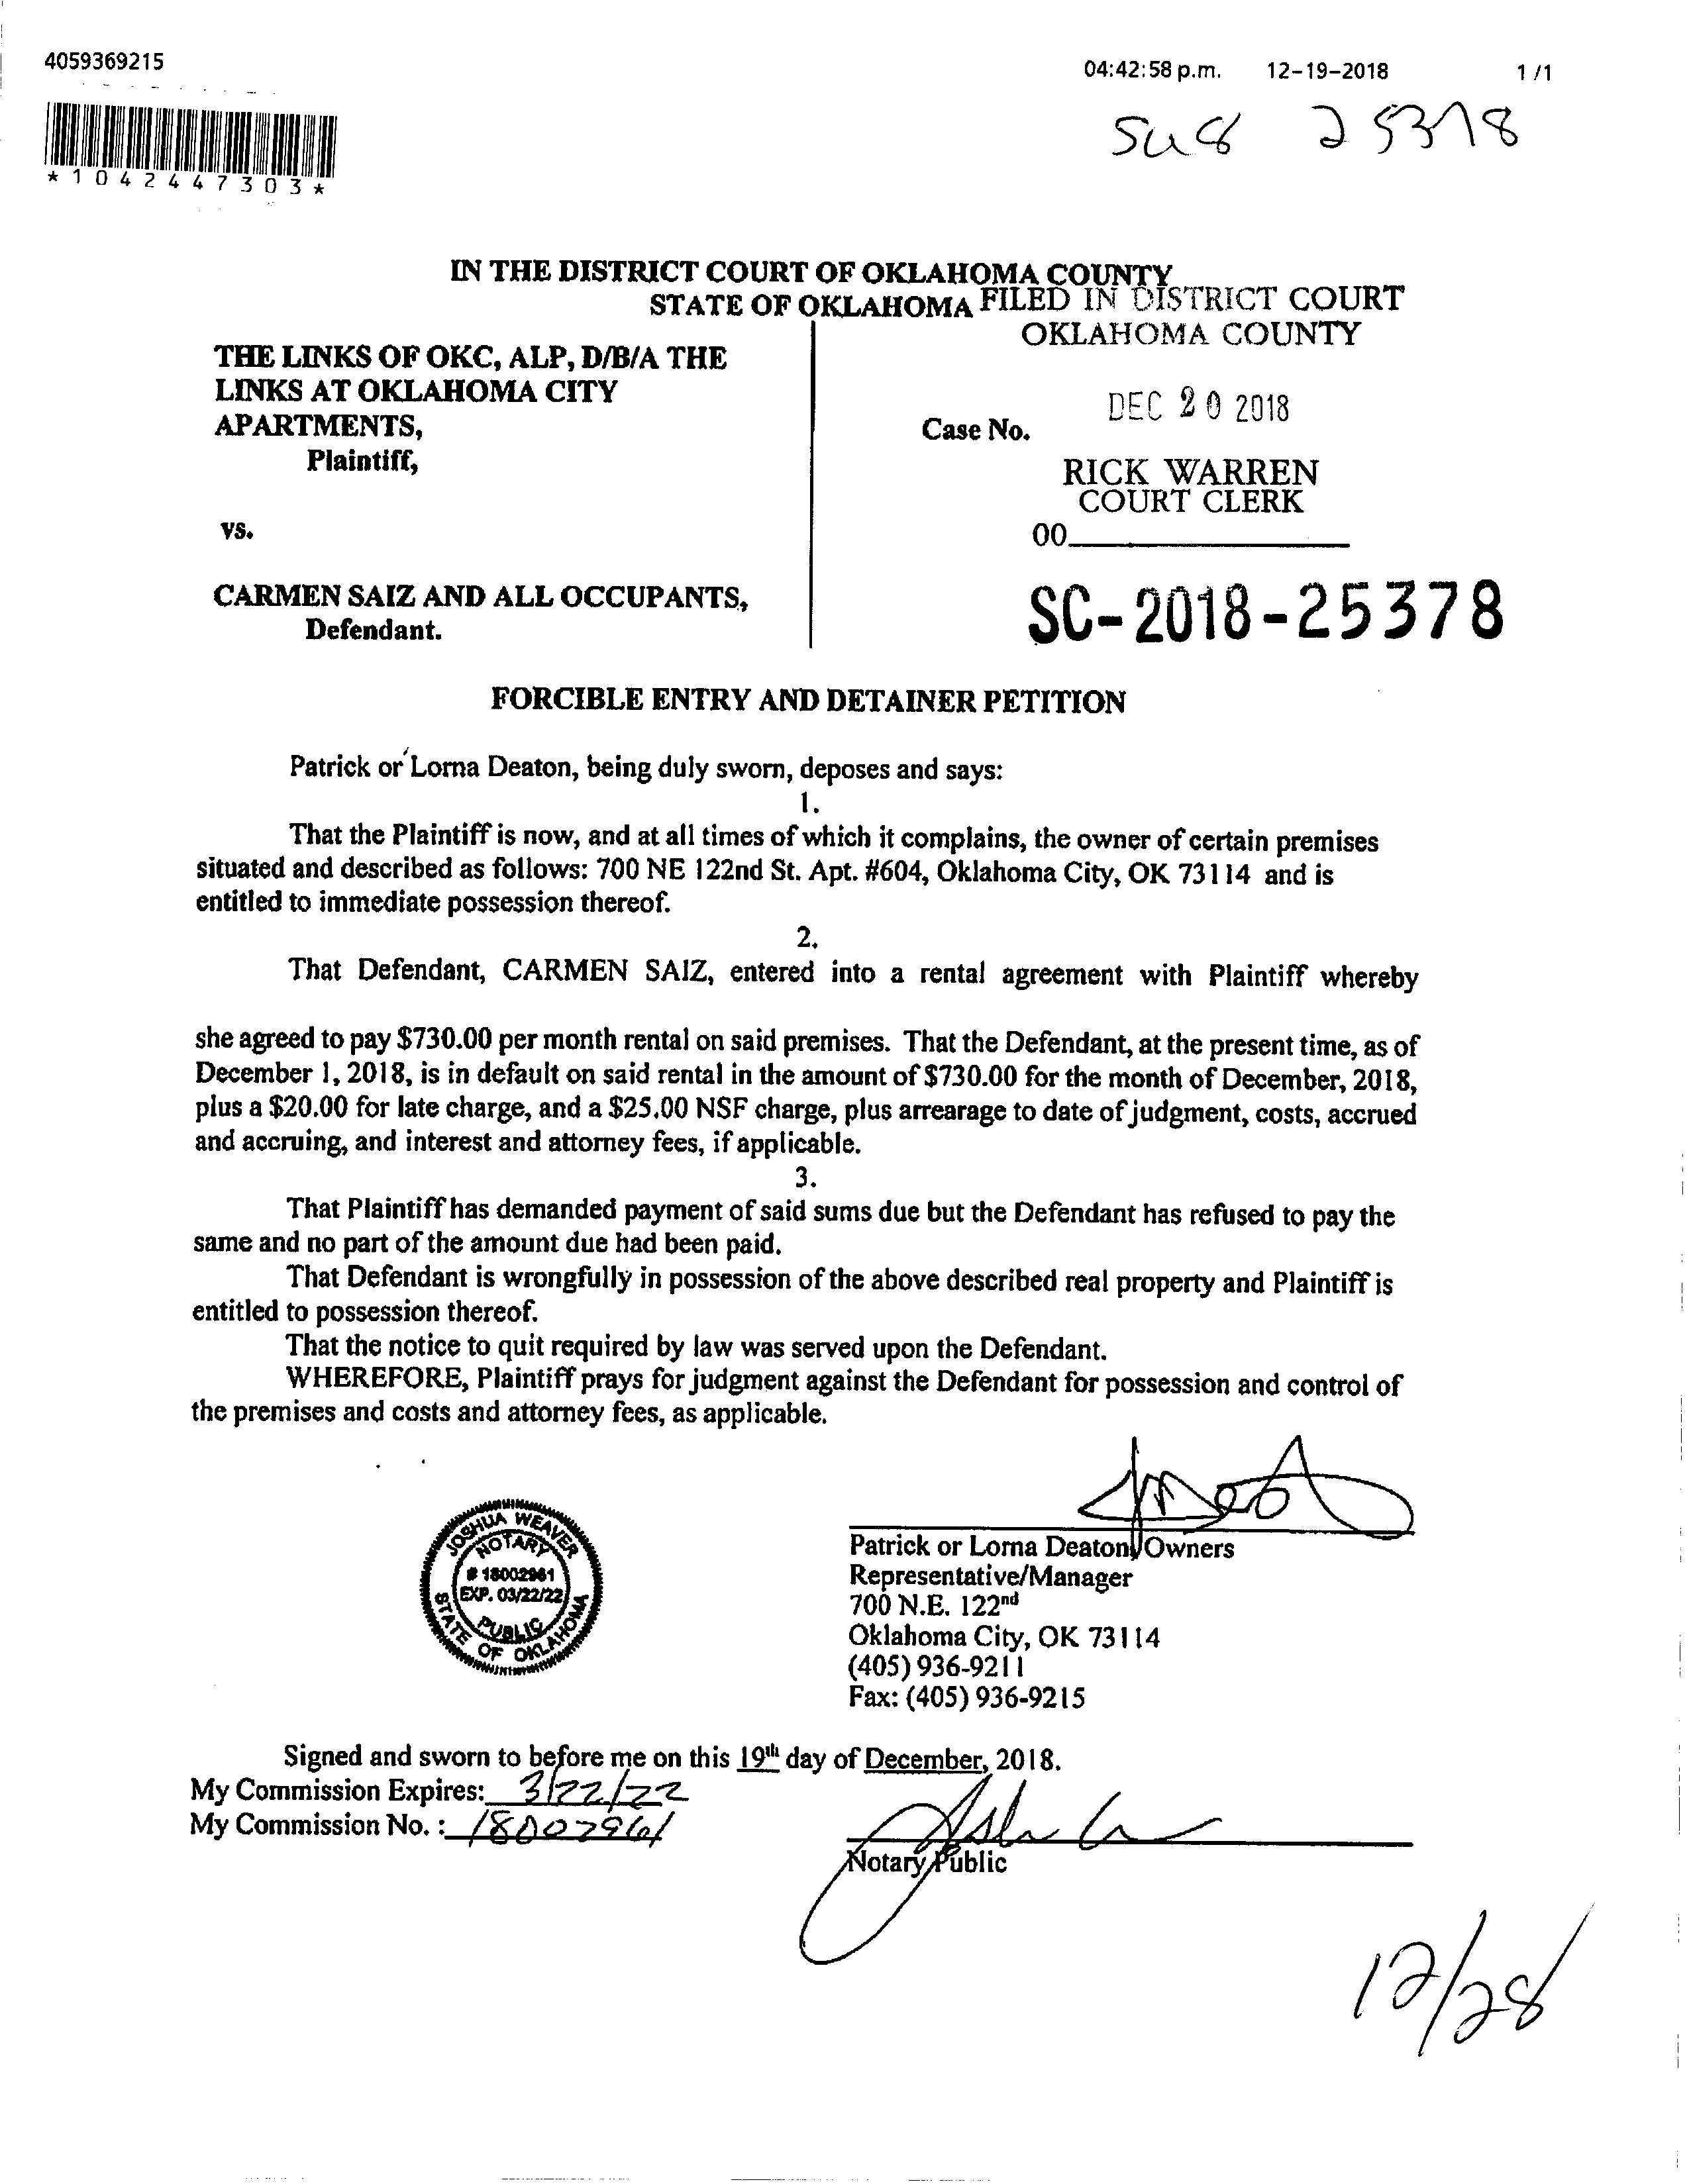 4059369215
04:42:58 p.m. 12-19-2018 1/1
*1042447303*
IN THE DISTRICT COURT OF OKLAHOMA COUNTY
STATE OF OKLAHOMA
FILED IN DISTRICT COURT
OKLAHOMA COUNTY
THE LINKS OF OKC, ALP, D/B/A THE
LINKS AT OKLAHOMA CITY
APARTMENTS,
Plaintiff,
DEC 20 2018
Case No.
RICK WARREN
COURT CLERK
00
vs.
CARMEN SAIZ AND ALL OCCUPANTS,
Defendant.
SC-2018-25378
FORCIBLE ENTRY AND DETAINER PETITION
Patrick or Lorna Deaton, being duly sworn, deposes and says:
1.
That the Plaintiff is now, and at all times of which it complains, the owner of certain premises
situated and described as follows: 700 NE 122nd St. Apt. #604, Oklahoma City, OK 73114 and is
entitled to immediate possession thereof.
2.
That Defendant, CARMEN SAIZ, entered into a rental agreement with Plaintiff whereby
she agreed to pay $730.00 per month rental on said premises. That the Defendant, at the present time, as of
December 1, 2018, is in default on said rental in the amount of $730.00 for the month of December, 2018,
plus a $20.00 for late charge, and a $25.00 NSF charge, plus arrearage to date of judgment, costs, accrued
and accruing, and interest and attorney fees, if applicable.
3.
That Plaintiff has demanded payment of said sums due but the Defendant has refused to pay the
same and no part of the amount due had been paid.
That Defendant is wrongfully in possession of the above described real property and Plaintiff is
entitled to possession thereof.
That the notice to quit required by law was served upon the Defendant.
WHEREFORE, Plaintiff prays for judgment against the Defendant for possession and control of
the premises and costs and attorney fees, as applicable.
JOSHUA WEAVER
NOTARY
# 18002961
EXP. 03/22/22
PUBLIC
STATE OF OKLAHOMA
Patrick or Lorna Deaton, Owners
Representative/Manager
700 N.E. 122nd
Oklahoma City, OK 73114
(405) 936-9211
Fax: (405) 936-9215
Signed and sworn to before me on this 19th day of December, 2018.
My Commission Expires: 3/22/22
My Commission No. : 18002961
Notary Public
12/28